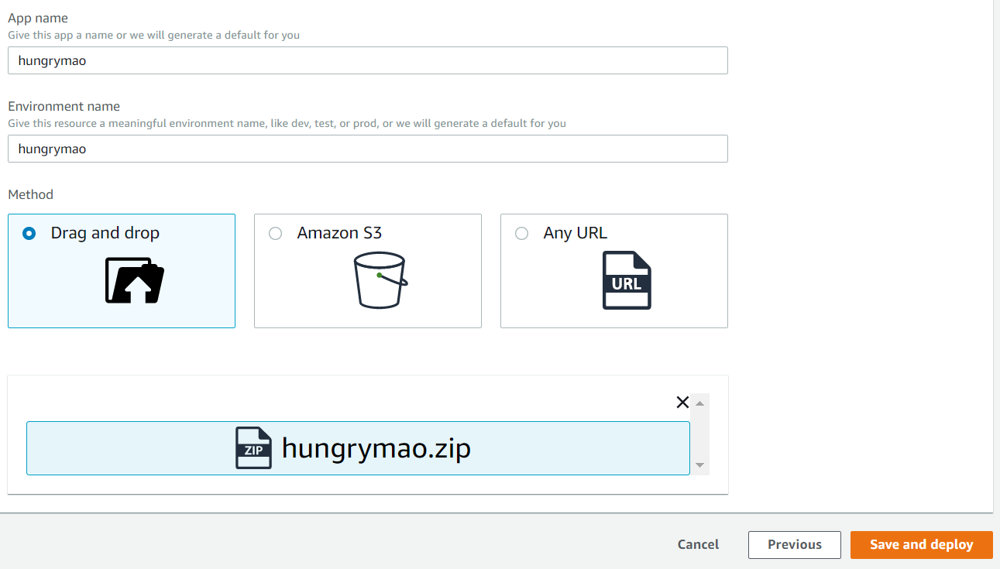 App name
Give this app a name or we will generate a default for you
hungrymao
Environment name
Give this resource a meaningful environment name, like dev, test, or prod, or we will generate a default for you
hungrymao
Method
Drag and drop
Amazon S3
Any URL
URL
ZIP hungrymao.zip
Cancel Previous Save and deploy